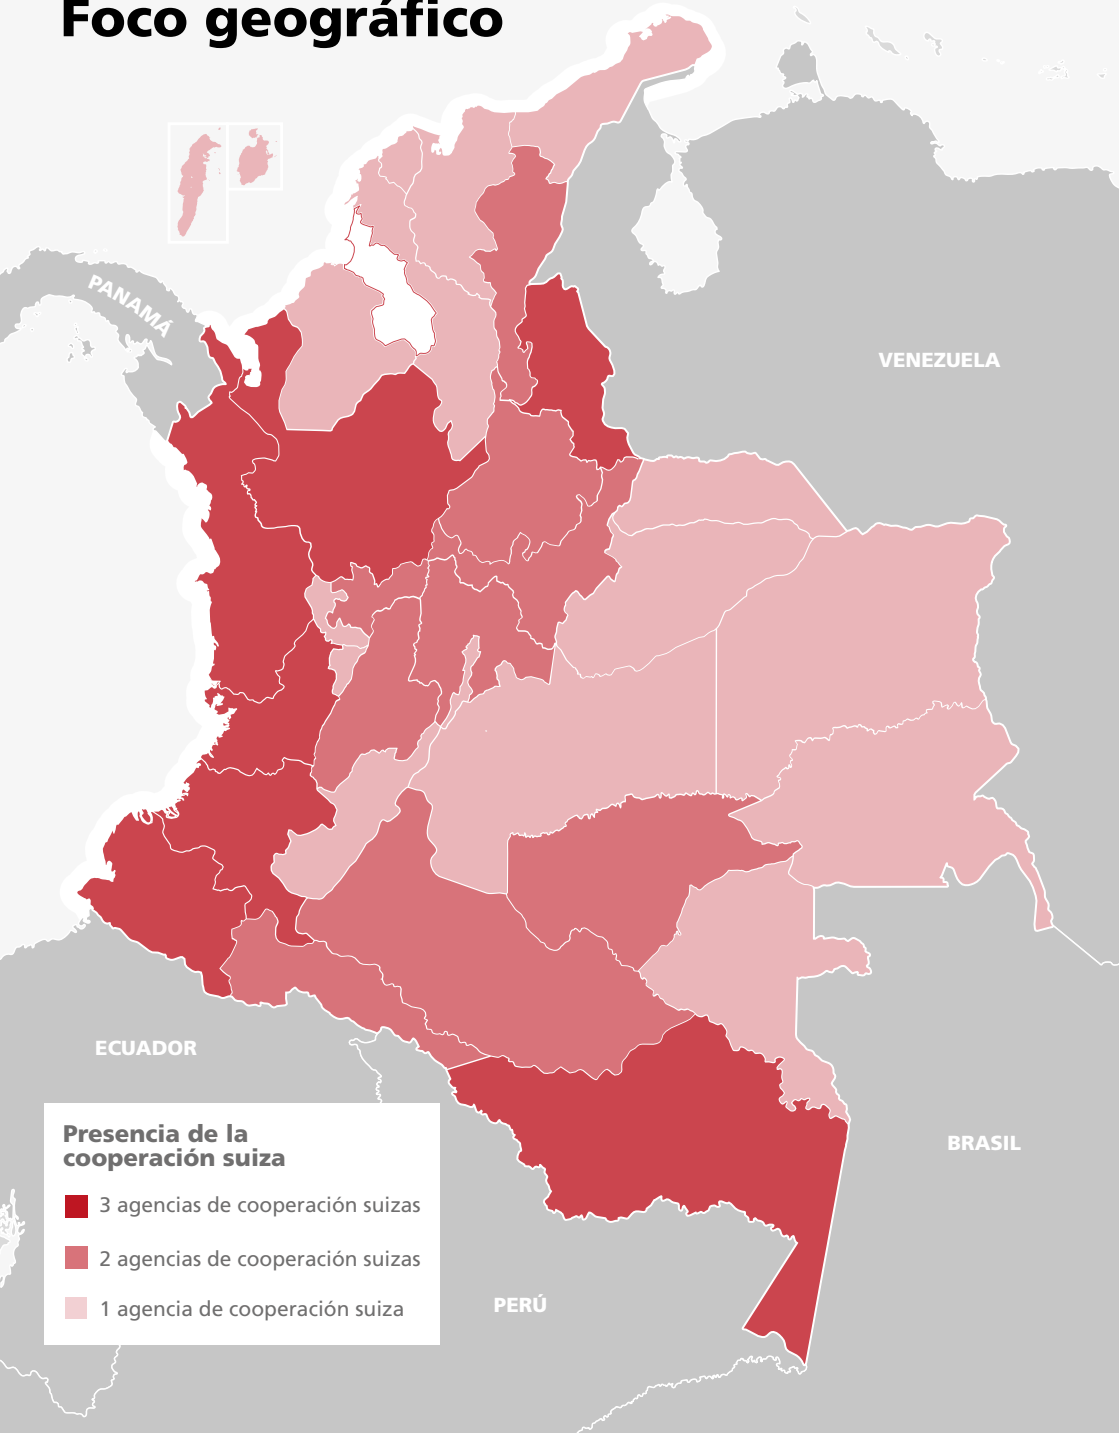 Foco geográfico
PANAMÁ
VENEZUELA
ECUADOR
BRASIL
PERÚ
Presencia de la
cooperación suiza
3 agencias de cooperación suizas
2 agencias de cooperación suizas
1 agencia de cooperación suiza